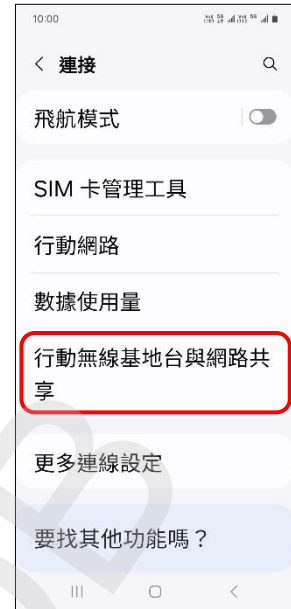 10:00
連接
飛航模式
SIM 卡管理工具
行動網路
數據使用量
行動無線基地台與網路共
享
更多連線設定
要找其他功能嗎？